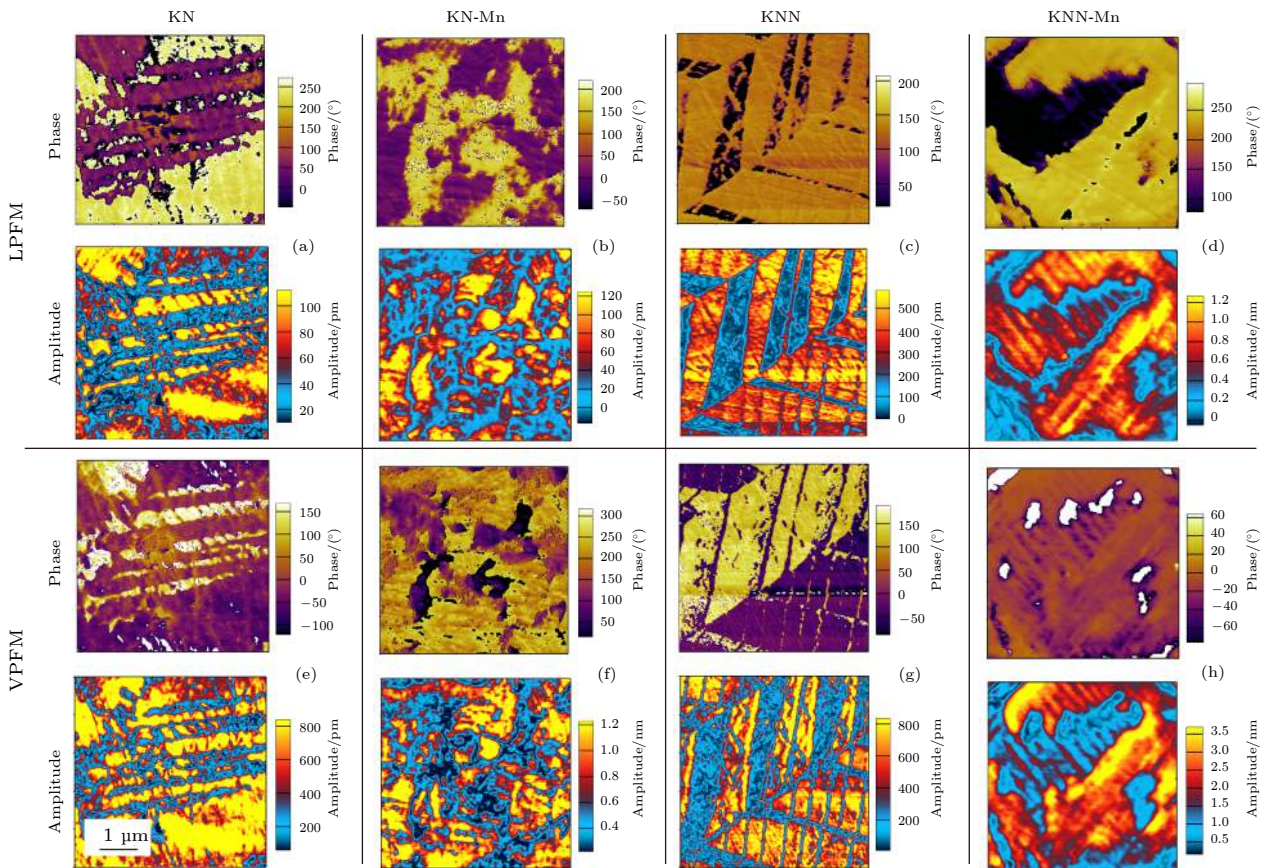 KN
KN-Mn
KNN
KNN-Mn
LPFM
Phase
250
200
150
100
50
0
Phase/(°)
200
150
100
50
0
−50
Phase/(°)
200
150
100
50
Phase/(°)
250
200
150
100
Phase/(°)
(a)
(b)
(c)
(d)
Amplitude
100
80
60
40
20
Amplitude/pm
120
100
80
60
40
20
0
Amplitude/pm
500
400
300
200
100
0
Amplitude/pm
1.2
1.0
0.8
0.6
0.4
0.2
0
Amplitude/nm
VPFM
Phase
150
100
50
0
−50
−100
Phase/(°)
300
250
200
150
100
50
Phase/(°)
150
100
50
0
−50
Phase/(°)
60
40
20
0
−20
−40
−60
Phase/(°)
(e)
(f)
(g)
(h)
Amplitude
800
600
400
200
Amplitude/pm
1.2
1.0
0.8
0.6
0.4
Amplitude/nm
800
600
400
200
Amplitude/pm
3.5
3.0
2.5
2.0
1.5
1.0
0.5
Amplitude/nm
1 μm